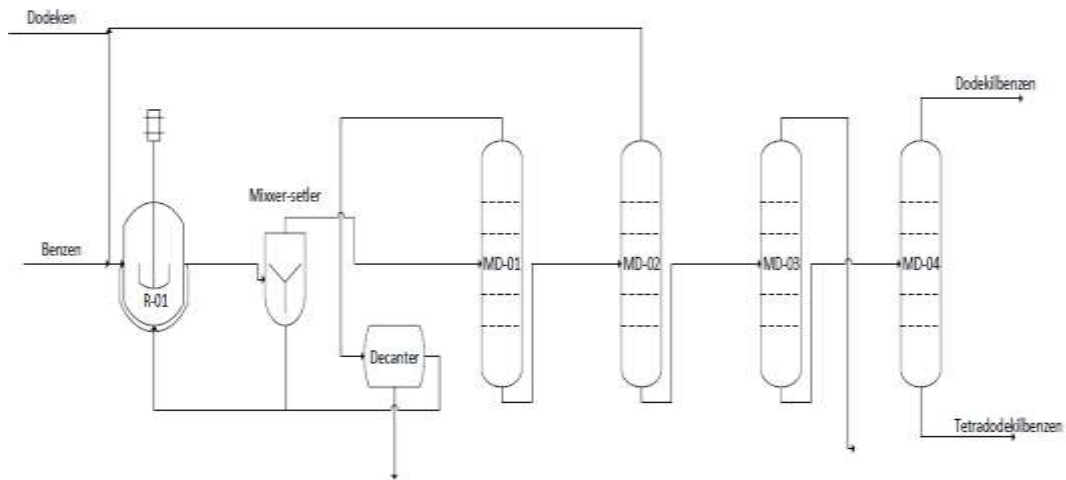 Dodeken
Dodekilbenzen
Mixxer-setler
Benzen
MD-01
MD-02
MD-03
MD-04
R-01
Decanter
Tetradodekilbenzen